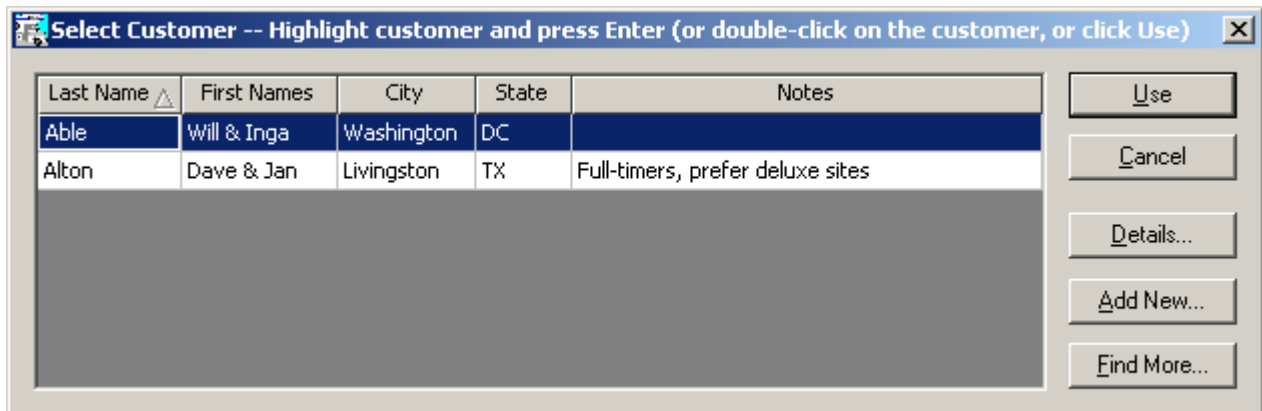 Select Customer -- Highlight customer and press Enter (or double-click on the customer, or click Use)
Last Name First Names City State Notes
Able Will & Inga Washington DC
Alton Dave & Jan Livingston TX Full-timers, prefer deluxe sites
Use
Cancel
Details...
Add New...
Find More...